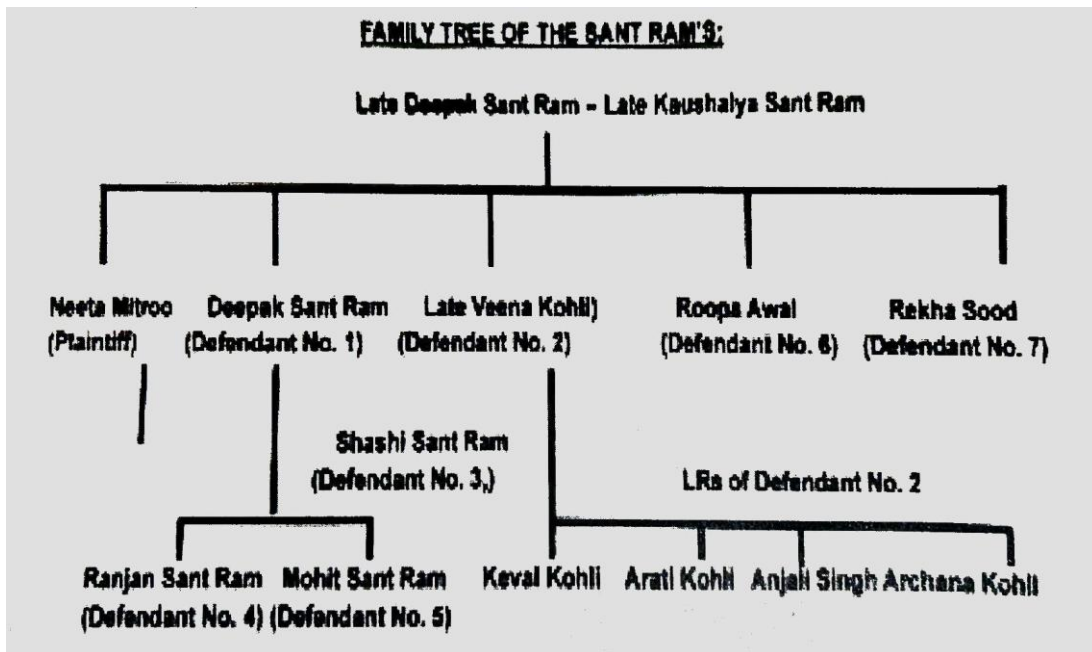 FAMILY TREE OF THE SANT RAM'S:
Late Deepak Sant Ram - Late Kaushalya Sant Ram
Neeta Mitroo Deepak Sant Ram Late Veena Kohli) Roopa Awal Rekha Sood
(Plaintiff) (Defendant No. 1) (Defendant No. 2) (Defendant No. 6) (Defendant No. 7)
Shashi Sant Ram
(Defendant No. 3,) LRs of Defendant No. 2
Ranjan Sant Ram Mohit Sant Ram Keval Kohli Arati Kohli Anjali Singh Archana Kohli
(Defendant No. 4) (Defendant No. 5)